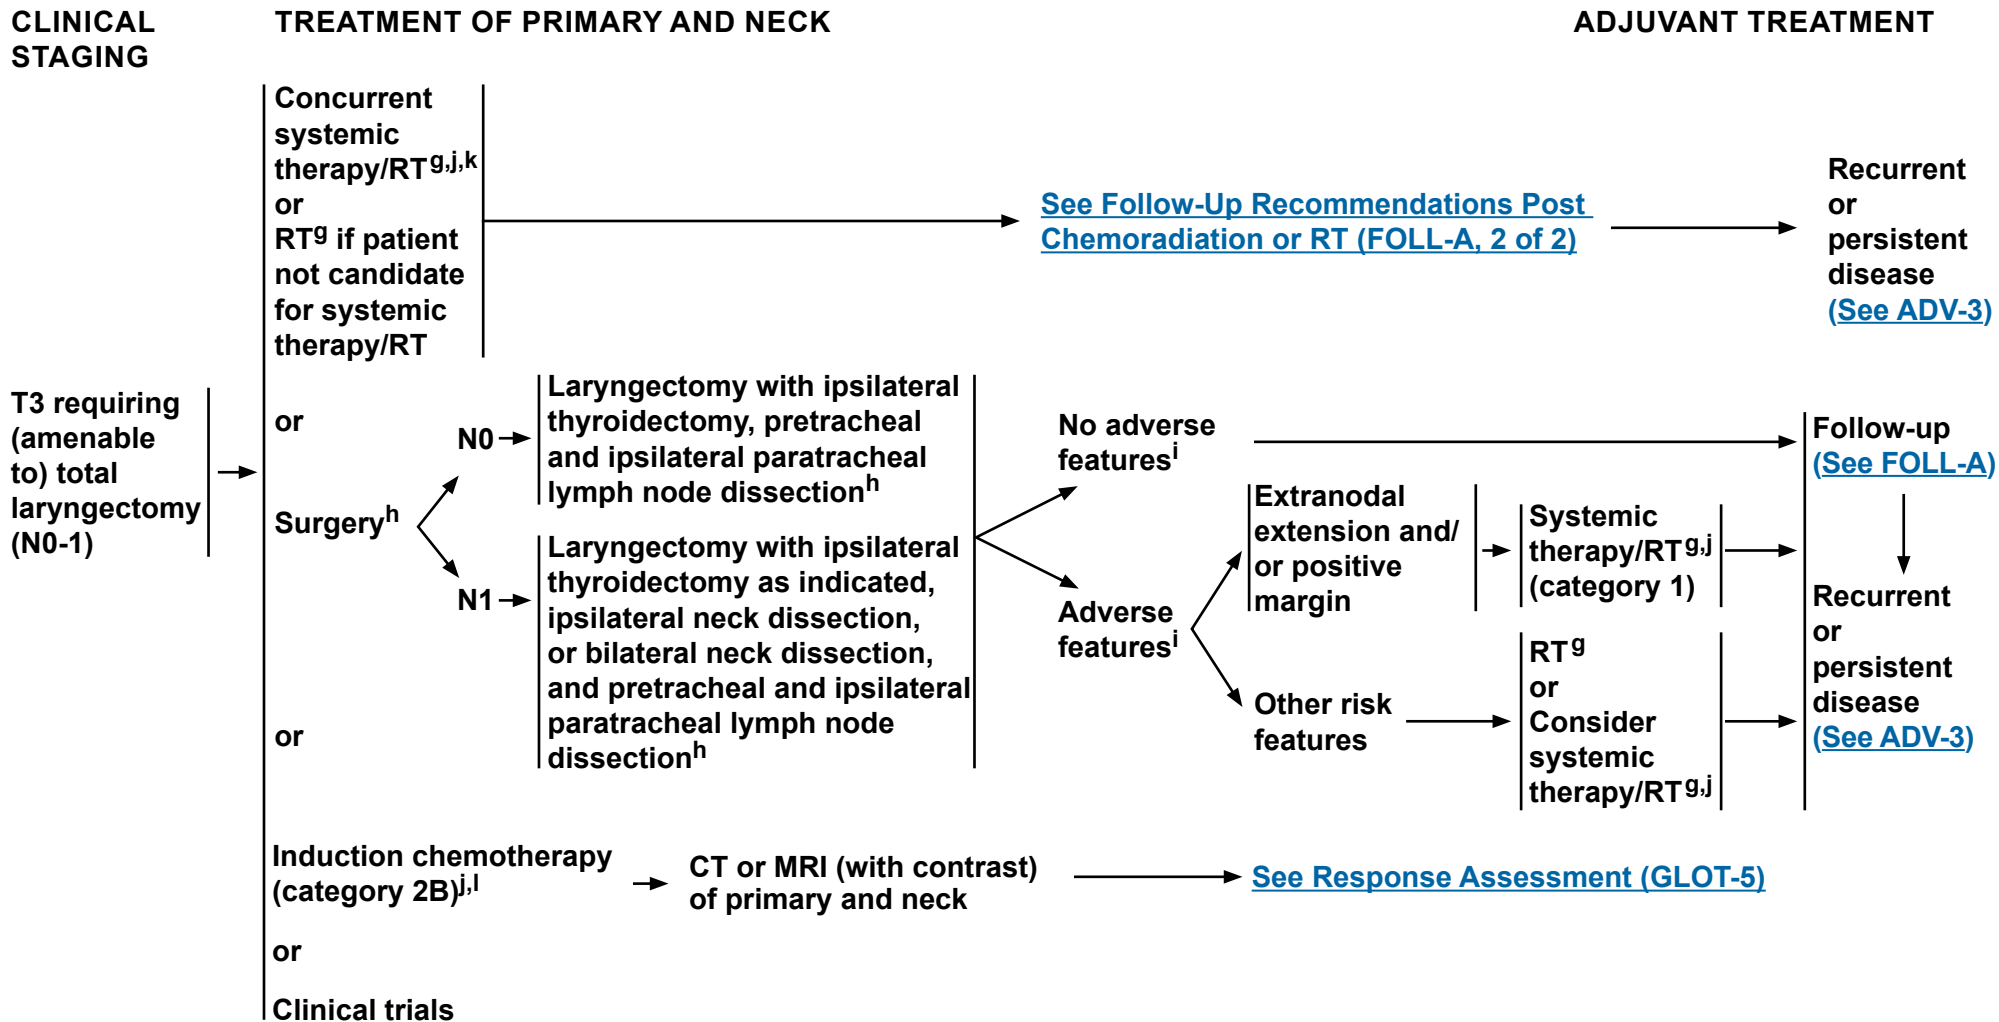 CLINICAL
STAGING
TREATMENT OF PRIMARY AND NECK
ADJUVANT TREATMENT
T3 requiring
(amenable
to) total
laryngectomy
(N0-1)
Concurrent
systemic
therapy/RTg,j,k
or
RTg if patient
not candidate
for systemic
therapy/RT
See Follow-Up Recommendations Post
Chemoradiation or RT (FOLL-A, 2 of 2)
Recurrent
or
persistent
disease
(See ADV-3)
or
Surgeryh
N0
Laryngectomy with ipsilateral
thyroidectomy, pretracheal
and ipsilateral paratracheal
lymph node dissectionh
N1
Laryngectomy with ipsilateral
thyroidectomy as indicated,
ipsilateral neck dissection,
or bilateral neck dissection,
and pretracheal and ipsilateral
paratracheal lymph node
dissectionh
No adverse
featuresi
Adverse
featuresi
Extranodal
extension and/
or positive
margin
Systemic
therapy/RTg,j
(category 1)
Other risk
features
RTg
or
Consider
systemic
therapy/RTg,j
Follow-up
(See FOLL-A)
Recurrent
or
persistent
disease
(See ADV-3)
or
Induction chemotherapy
(category 2B)j,l
CT or MRI (with contrast)
of primary and neck
See Response Assessment (GLOT-5)
or
Clinical trials